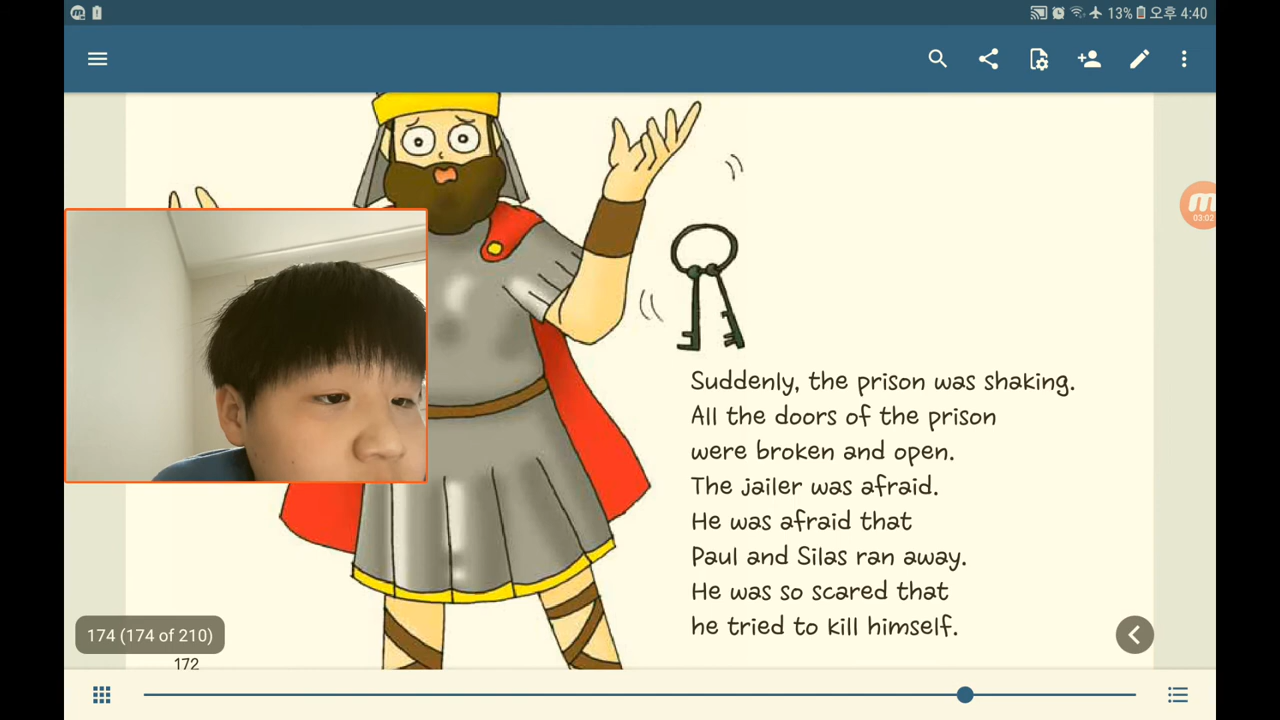 13% 오후 4:40
03:02
Suddenly, the prison was shaking.
All the doors of the prison
were broken and open.
The jailer was afraid.
He was afraid that
Paul and Silas ran away.
He was so scared that
he tried to kill himself.
174 (174 of 210)
172